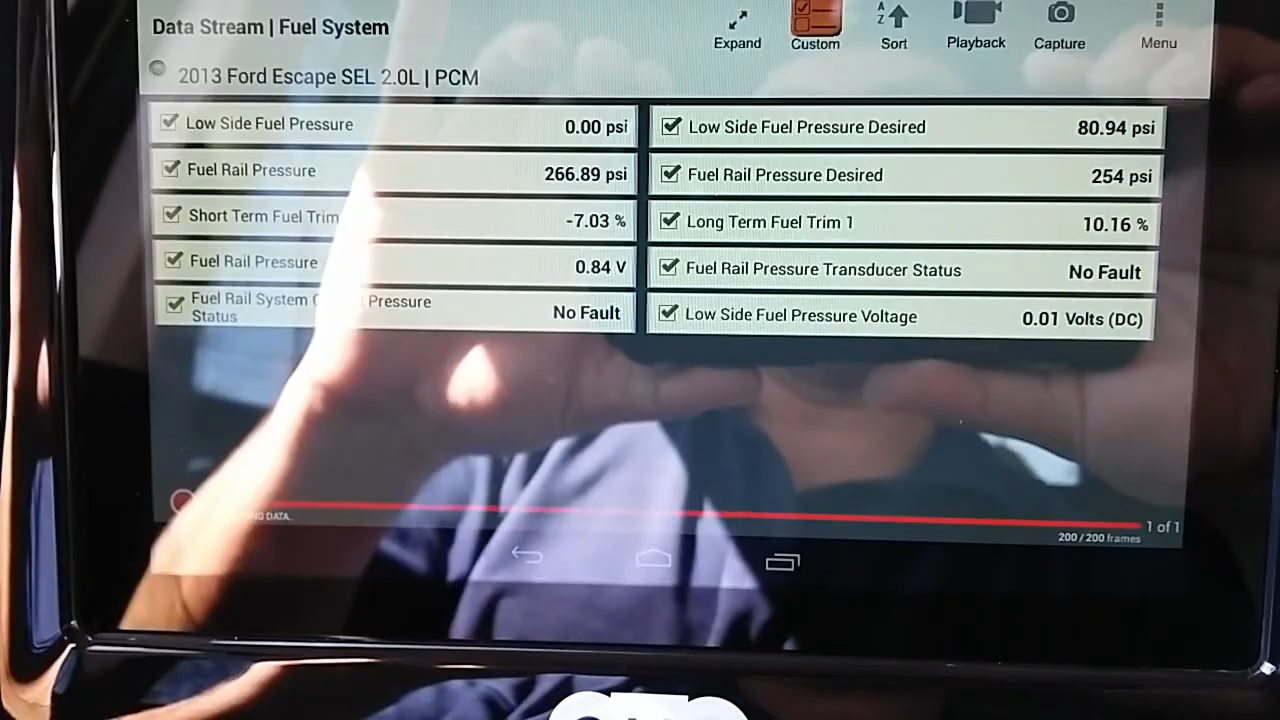 Data Stream | Fuel System
Expand
Custom
A Z Sort
Playback
Capture
Menu
2013 Ford Escape SEL 2.0L | PCM
Low Side Fuel Pressure 0.00 psi
Low Side Fuel Pressure Desired 80.94 psi
Fuel Rail Pressure 266.89 psi
Fuel Rail Pressure Desired 254 psi
Short Term Fuel Trim -7.03 %
Long Term Fuel Trim 1 10.16 %
Fuel Rail Pressure 0.84 V
Fuel Rail Pressure Transducer Status No Fault
Fuel Rail System Pressure
Status No Fault
Low Side Fuel Pressure Voltage 0.01 Volts (DC)
DATA..
1 of 1
200 / 200 frames